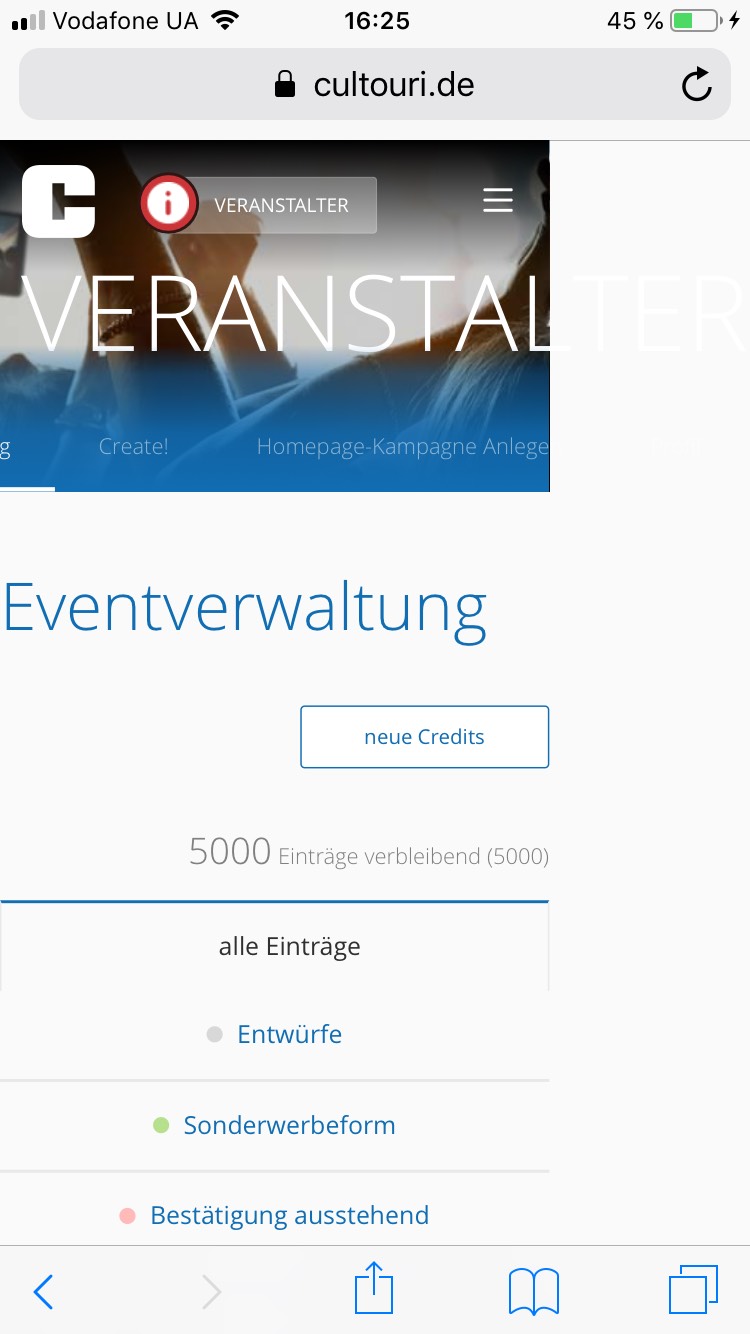 Vodafone UA 16:25 45 %
cultouri.de
VERANSTALTER
VERANSTALTER
g Create! Homepage-Kampagne Anlege
Eventverwaltung
neue Credits
5000 Einträge verbleibend (5000)
alle Einträge
Entwürfe
Sonderwerbeform
Bestätigung ausstehend